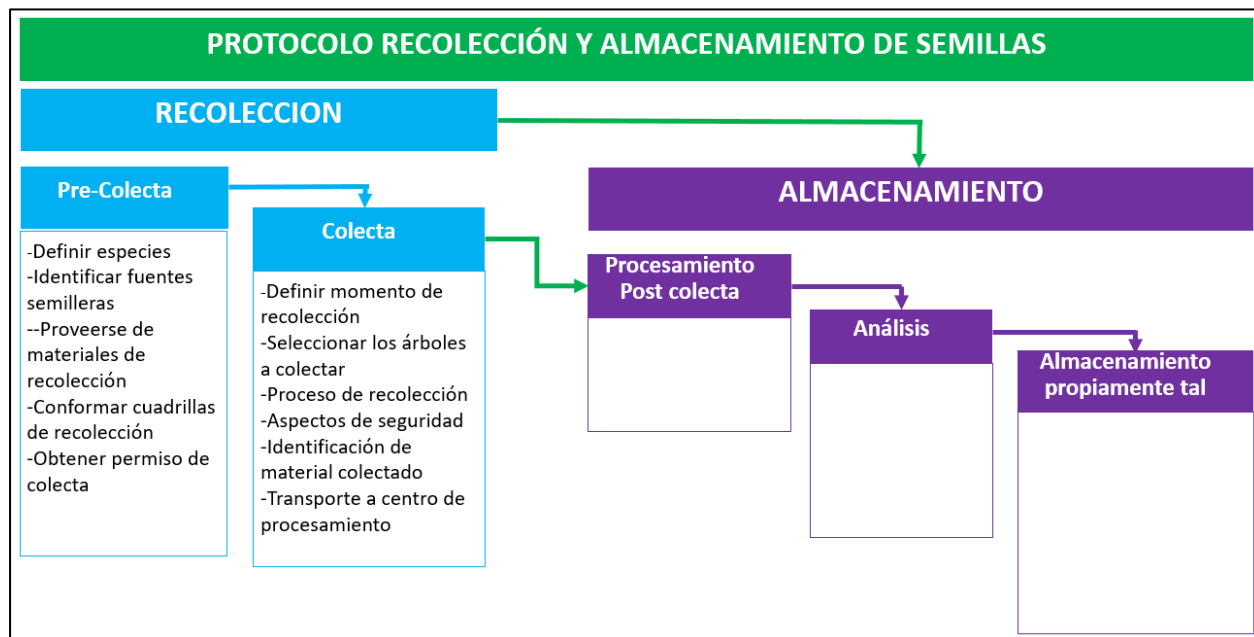 PROTOCOLO RECOLECCIÓN Y ALMACENAMIENTO DE SEMILLAS
RECOLECCION
Pre-Colecta
-Definir especies
-Identificar fuentes
semilleras
--Proveerse de
materiales de
recolección
-Conformar cuadrillas
de recolección
-Obtener permiso de
colecta
Colecta
-Definir momento de
recolección
-Seleccionar los árboles
a colectar
-Proceso de recolección
-Aspectos de seguridad
-Identificación de
material colectado
-Transporte a centro de
procesamiento
ALMACENAMIENTO
Procesamiento
Post colecta
Análisis
Almacenamiento
propiamente tal